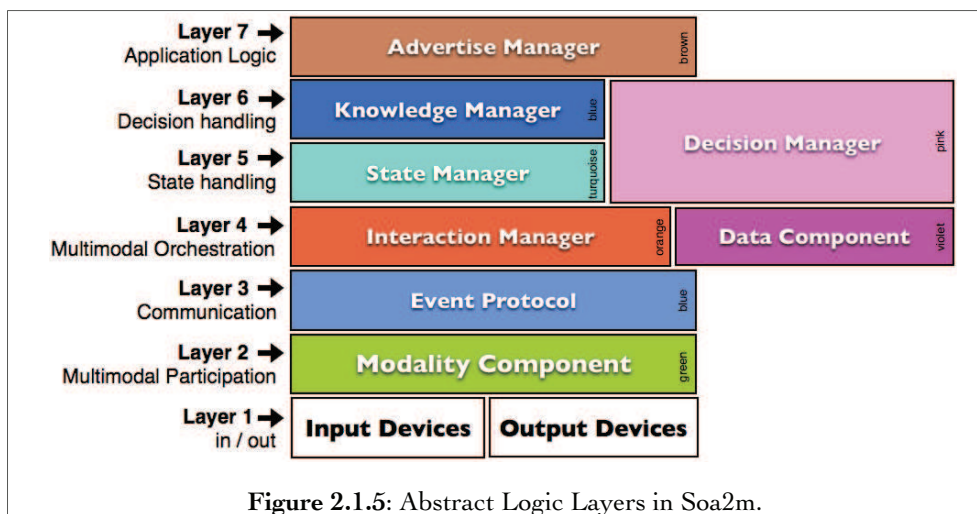 Layer 7 →
Application Logic
Advertise Manager
brown
Layer 6 →
Decision handling
Knowledge Manager
blue
Decision Manager
pink
Layer 5 →
State handling
State Manager
turquoise
Layer 4 →
Multimodal Orchestration
Interaction Manager
orange
Data Component
violet
Layer 3 →
Communication
Event Protocol
blue
Layer 2 →
Multimodal Participation
Modality Component
green
Layer 1 →
in / out
Input Devices
Output Devices
Figure 2.1.5: Abstract Logic Layers in Soa2m.